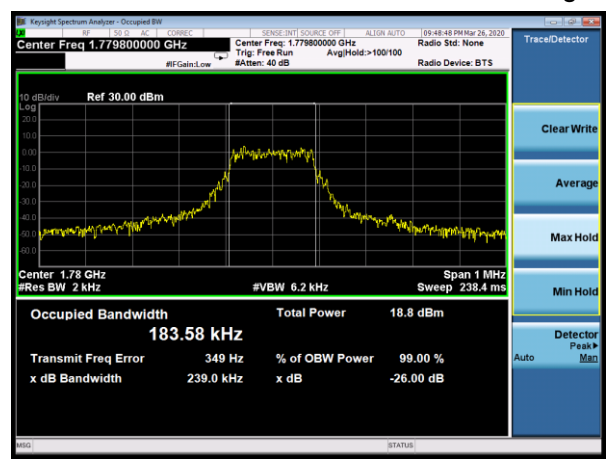 Keysight Spectrum Analyzer - Occupied BW
RF 50 Ω AC CORREC SENSE:INT SOURCE OFF ALIGN AUTO 09:48:48 PM Mar 26, 2020
Center Freq 1.779800000 GHz
Center Freq: 1.779800000 GHz
Radio Std: None
Trig: Free Run Avg|Hold:>100/100
#IFGain:Low #Atten: 40 dB Radio Device: BTS
Trace/Detector
10 dB/div Ref 30.00 dBm
Log
20.0
10.0
0.00
-10.0
-20.0
-30.0
-40.0
-50.0
-60.0
Center 1.78 GHz Span 1 MHz
#Res BW 2 kHz #VBW 6.2 kHz Sweep 238.4 ms
Occupied Bandwidth Total Power 18.8 dBm
183.58 kHz
Transmit Freq Error 349 Hz % of OBW Power 99.00 %
x dB Bandwidth 239.0 kHz x dB -26.00 dB
Clear Write
Average
Max Hold
Min Hold
Detector
Peak▶
Auto Man
MSG STATUS